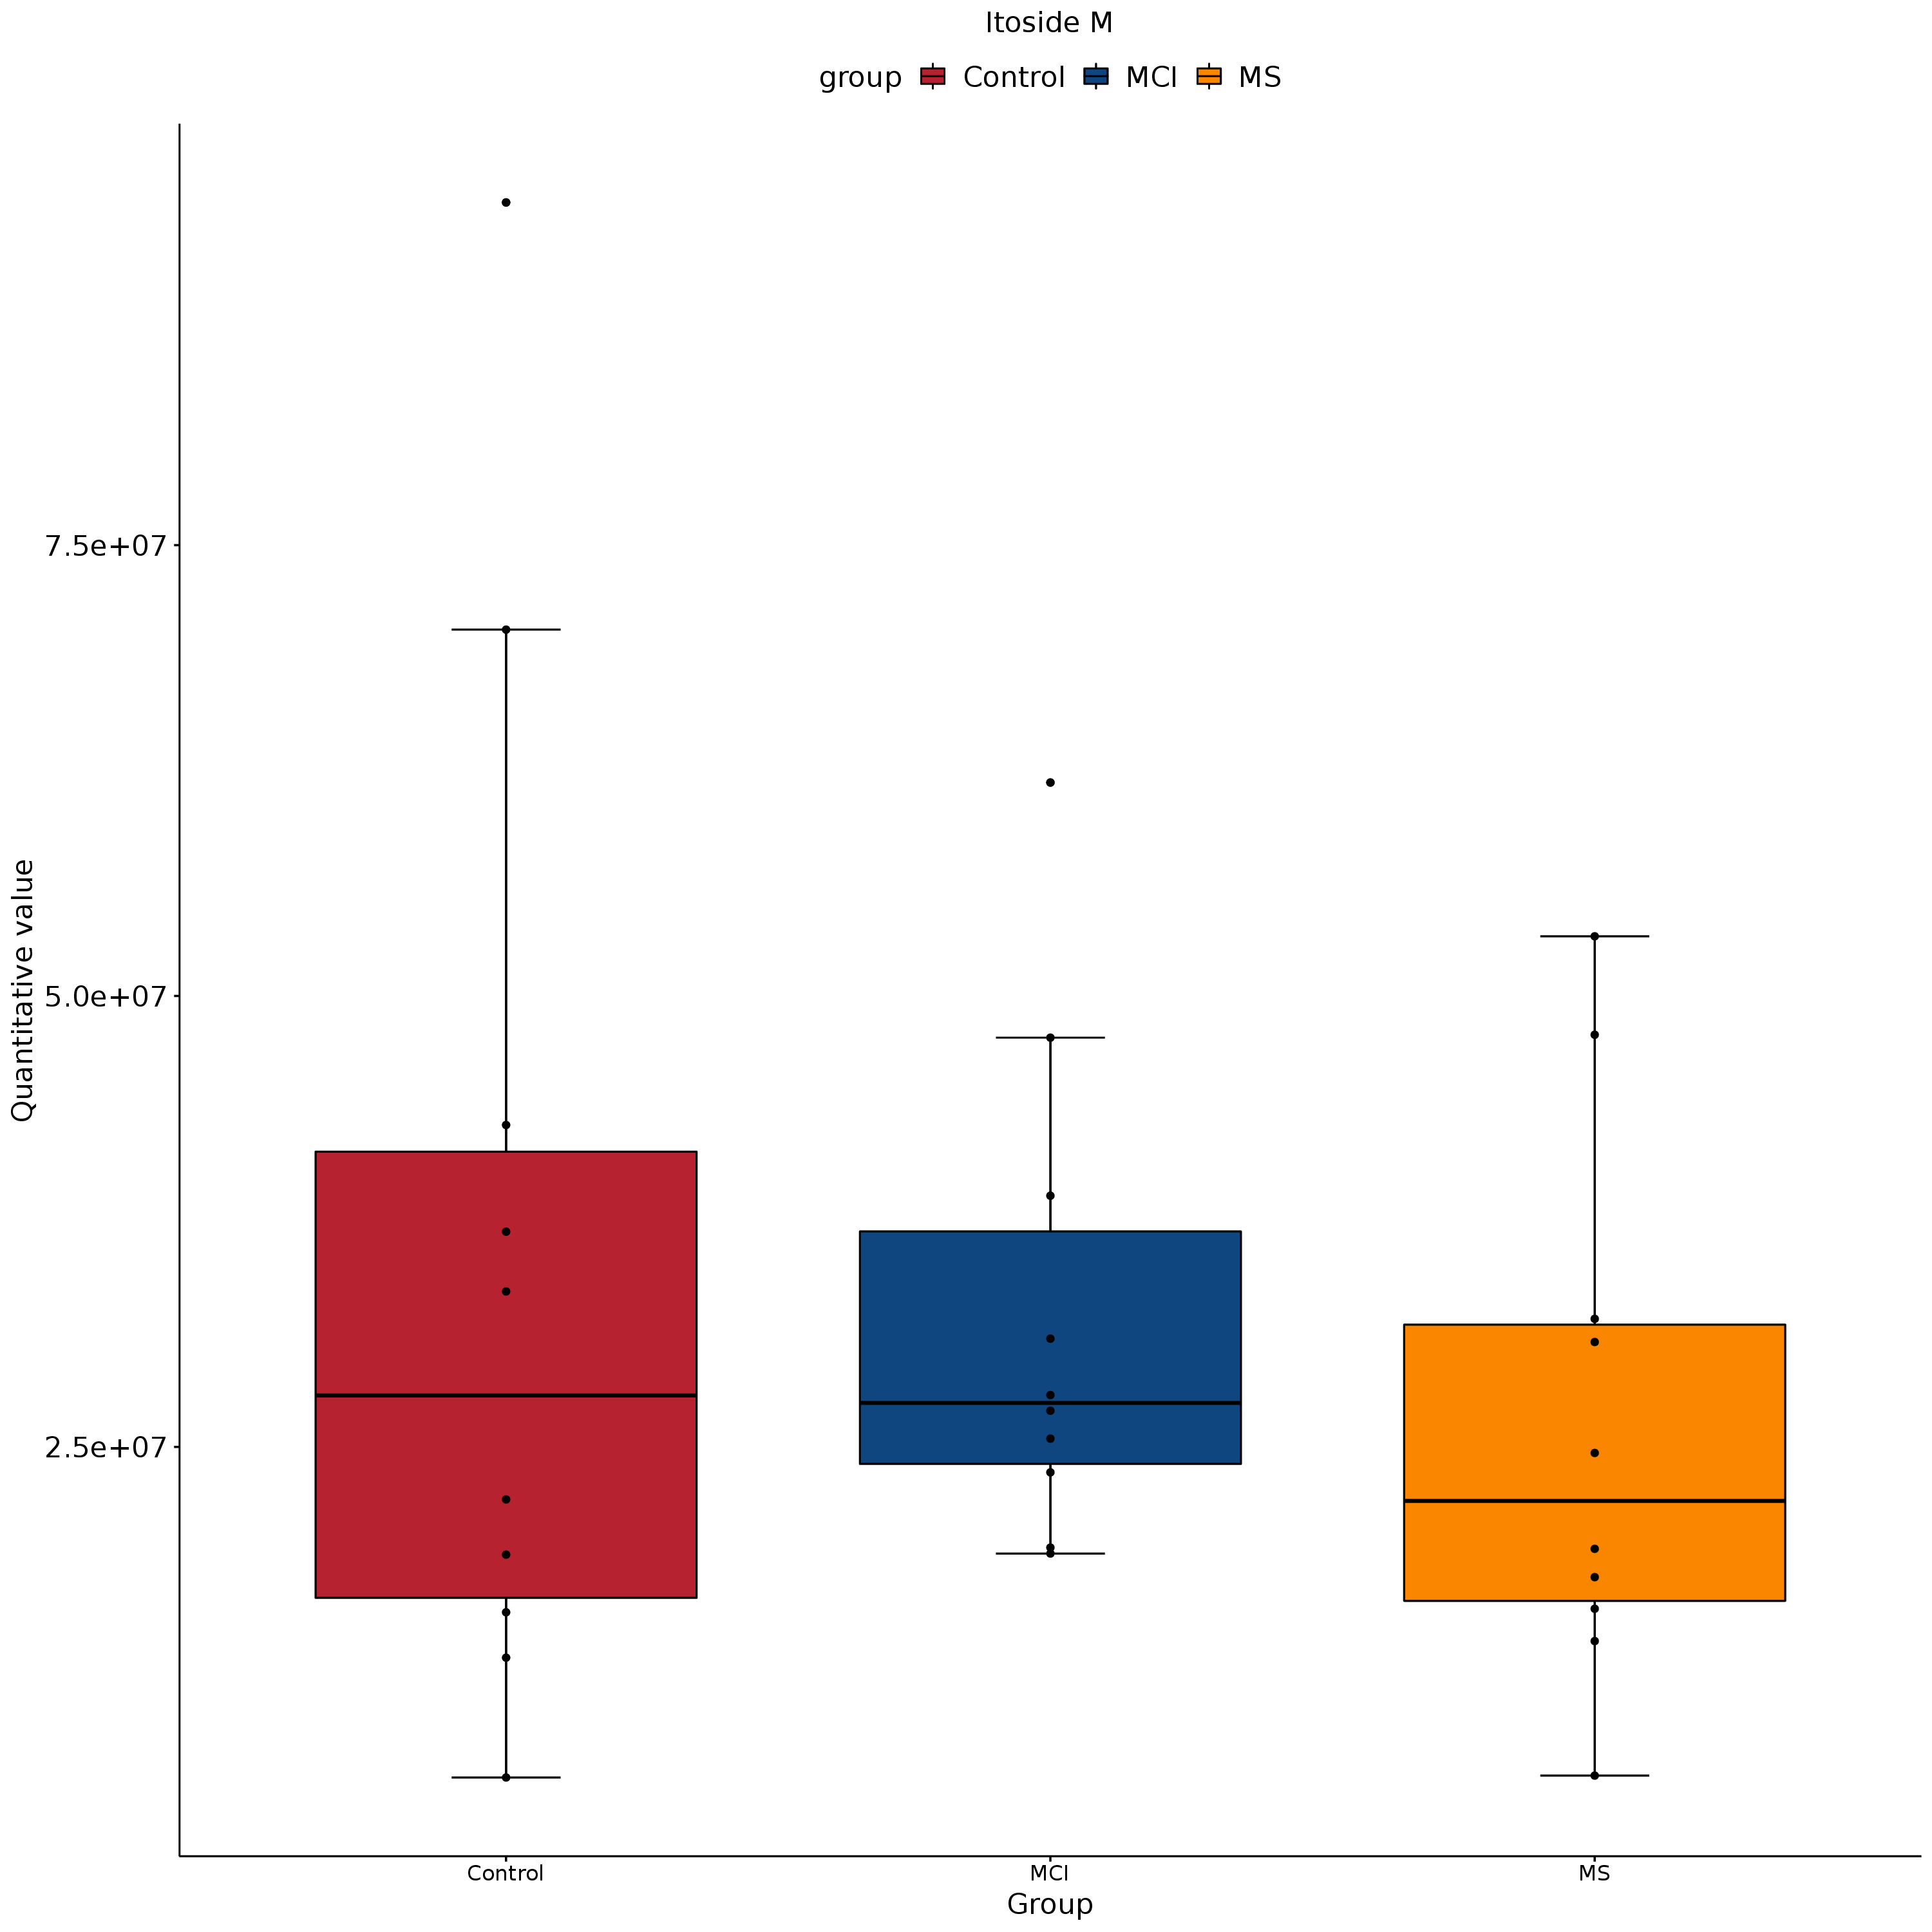 Itoside M
group Control MCI MS
Quantitative value
7.5e+07
5.0e+07
2.5e+07
Control MCI MS
Group